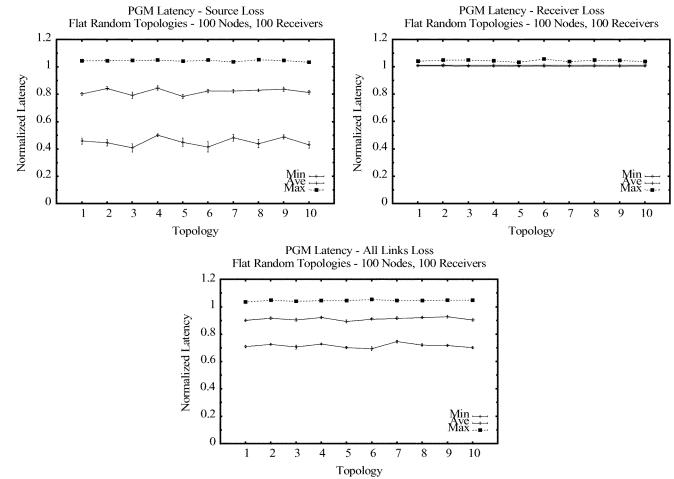 PGM Latency - Source Loss
Flat Random Topologies - 100 Nodes, 100 Receivers
Normalized Latency
1.2
1
0.8
0.6
0.4
0.2
0
Min
Ave
Max
1 2 3 4 5 6 7 8 9 10
Topology
PGM Latency - Receiver Loss
Flat Random Topologies - 100 Nodes, 100 Receivers
Normalized Latency
1.2
1
0.8
0.6
0.4
0.2
0
Min
Ave
Max
1 2 3 4 5 6 7 8 9 10
Topology
PGM Latency - All Links Loss
Flat Random Topologies - 100 Nodes, 100 Receivers
Normalized Latency
1.2
1
0.8
0.6
0.4
0.2
0
Min
Ave
Max
1 2 3 4 5 6 7 8 9 10
Topology